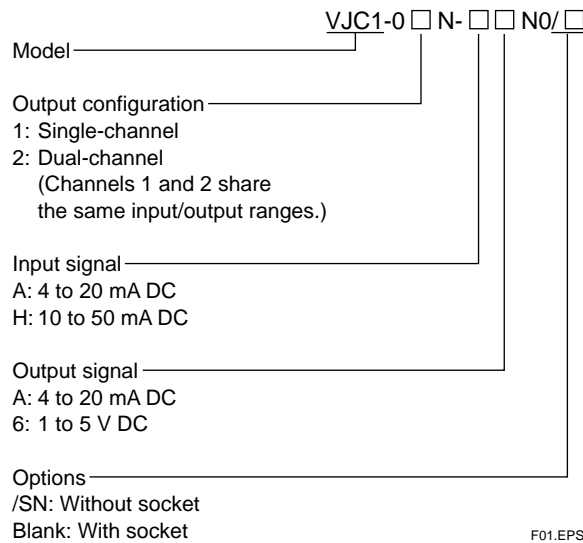 VJC1-0□N-□□N0/□
Model
Output configuration
1: Single-channel
2: Dual-channel
(Channels 1 and 2 share
the same input/output ranges.)
Input signal
A: 4 to 20 mA DC
H: 10 to 50 mA DC
Output signal
A: 4 to 20 mA DC
6: 1 to 5 V DC
Options
/SN: Without socket
Blank: With socket
F01.EPS